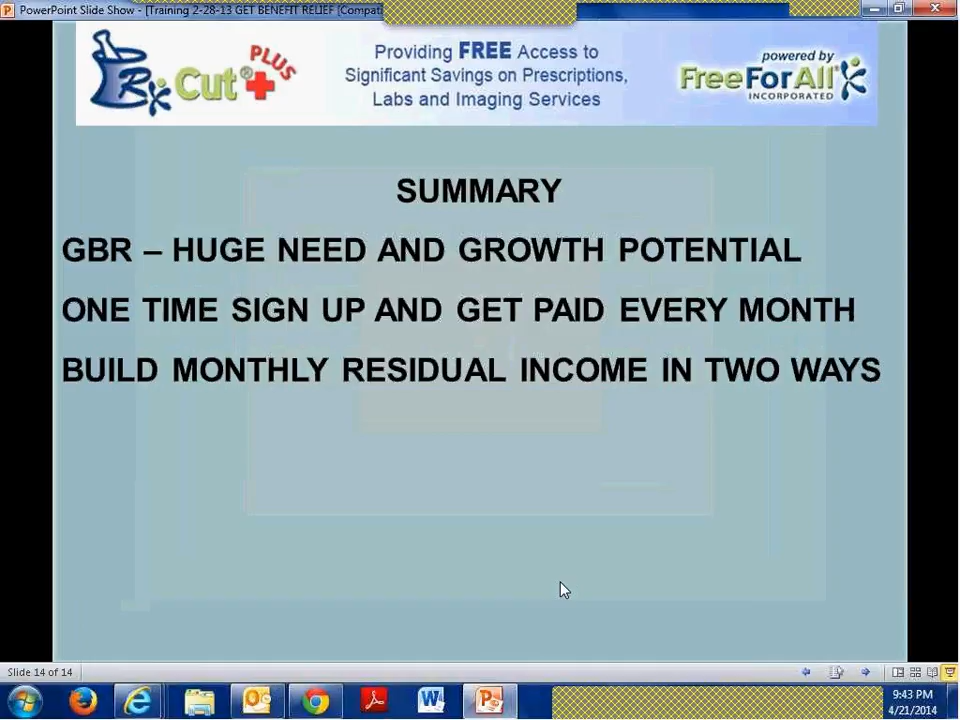 PowerPoint Slide Show - [Training 2-28-13 GET BENEFIT RELIEF [Compati
Rx Cut® PLUS
Providing FREE Access to
Significant Savings on Prescriptions,
Labs and Imaging Services
powered by
FreeForAll
INCORPORATED
SUMMARY
GBR – HUGE NEED AND GROWTH POTENTIAL
ONE TIME SIGN UP AND GET PAID EVERY MONTH
BUILD MONTHLY RESIDUAL INCOME IN TWO WAYS
Slide 14 of 14
9:43 PM
4/21/2014